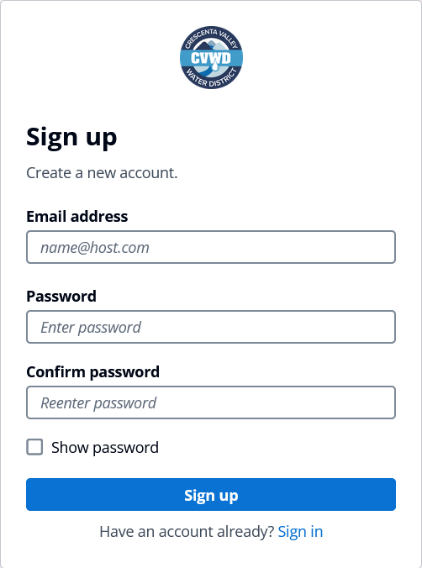 CRESCENTA VALLEY
CVWD
WATER DISTRICT
Sign up
Create a new account.
Email address
name@host.com
Password
Enter password
Confirm password
Reenter password
Show password
Sign up
Have an account already? Sign in